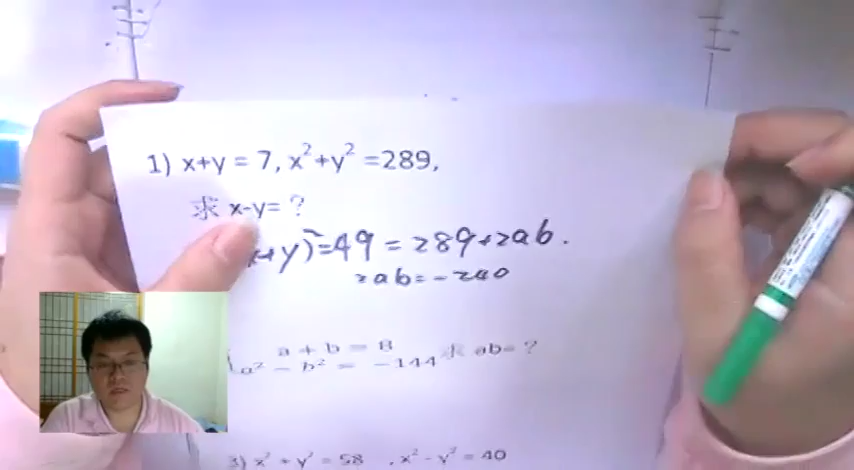 1) x+y = 7, x²+y² =289,
求 x-y= ?
+y)²=49 = 289+2ab.
2ab = -240
a + b = 8
a² - b² = -144 求 ab= ?
3) x² + y² = 58 , x² - y² = 40